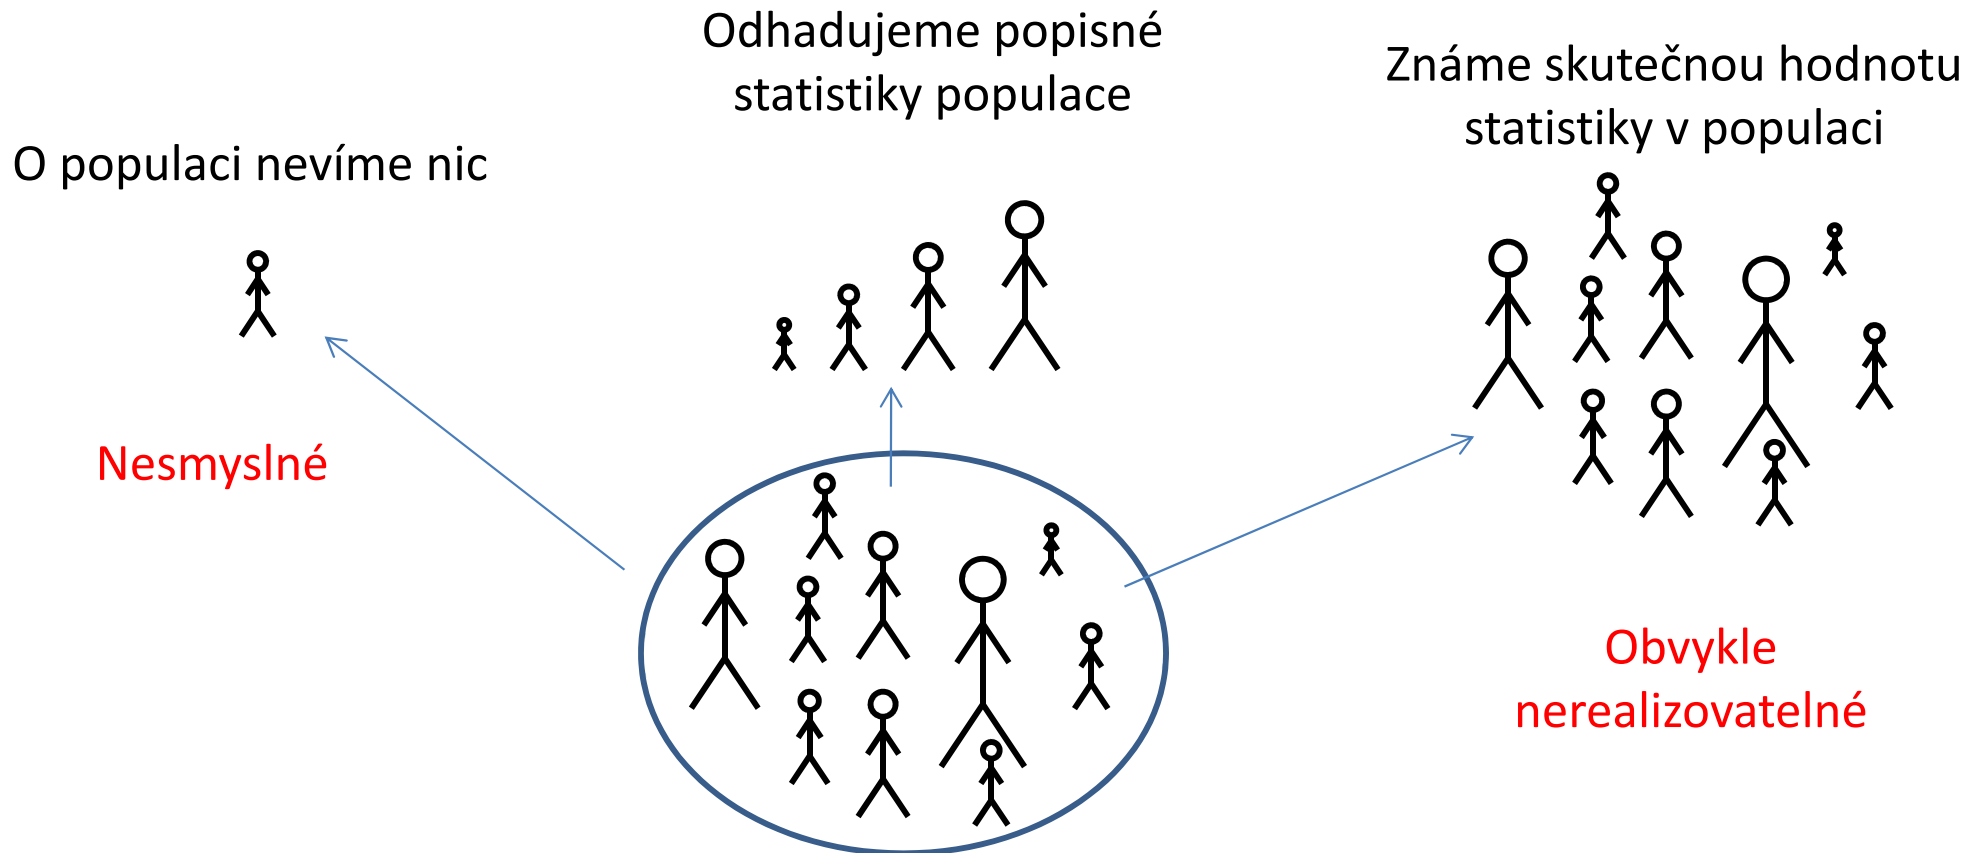 Odhadujeme popisné
statistiky populace
Známe skutečnou hodnotu
statistiky v populaci
O populaci nevíme nic
Nesmyslné
Obvykle
nerealizovatelné